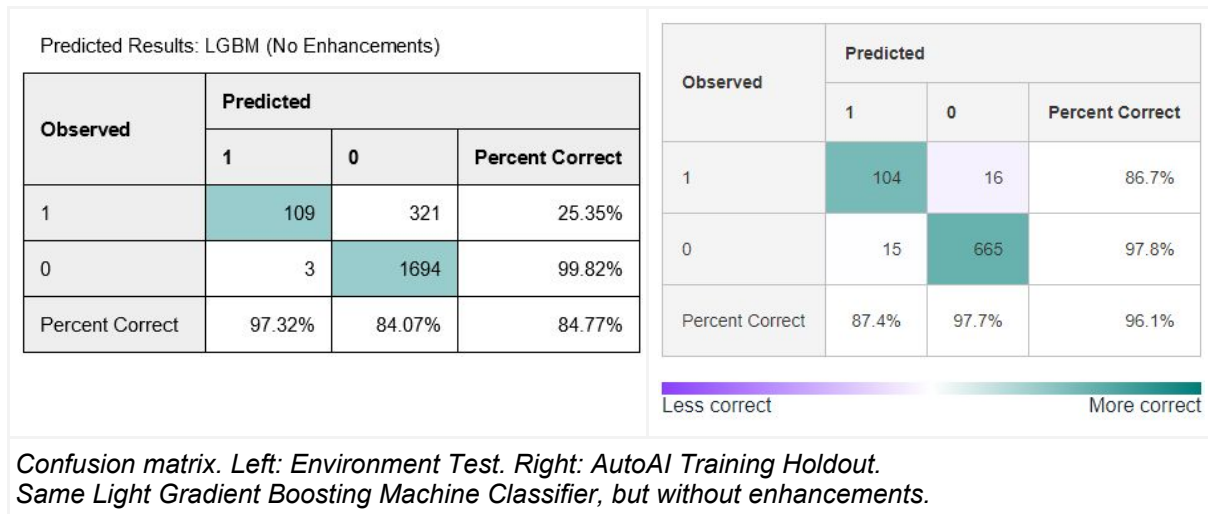 Predicted Results: LGBM (No Enhancements)
Observed Predicted
1 0 Percent Correct
1 109 321 25.35%
0 3 1694 99.82%
Percent Correct 97.32% 84.07% 84.77%
Observed Predicted
1 0 Percent Correct
1 104 16 86.7%
0 15 665 97.8%
Percent Correct 87.4% 97.7% 96.1%
Less correct More correct
Confusion matrix. Left: Environment Test. Right: AutoAI Training Holdout.
Same Light Gradient Boosting Machine Classifier, but without enhancements.